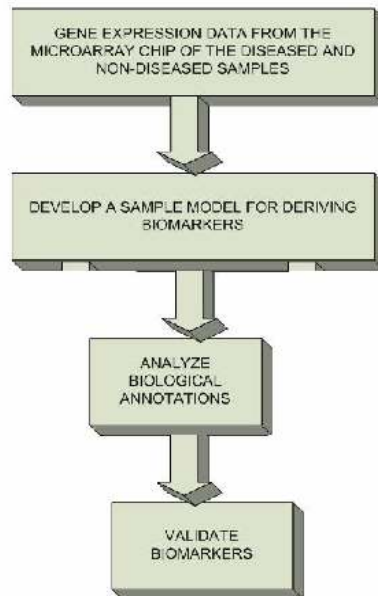 GENE EXPRESSION DATA FROM THE
MICROARRAY CHIP OF THE DISEASED AND
NON-DISEASED SAMPLES
DEVELOP A SAMPLE MODEL FOR DERIVING
BIOMARKERS
ANALYZE
BIOLOGICAL
ANNOTATIONS
VALIDATE
BIOMARKERS